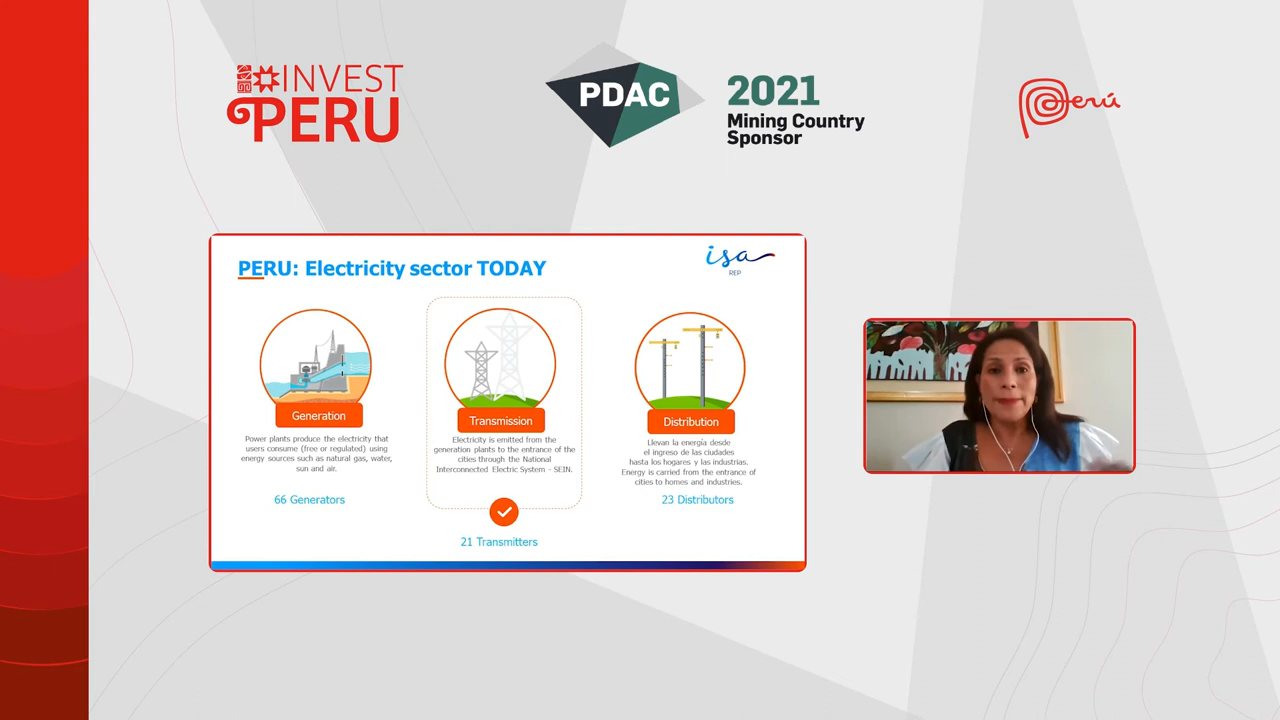 INVEST
PERU
PDAC
2021
Mining Country
Sponsor
Perú
PERU: Electricity sector TODAY
isa
REP
Generation
Power plants produce the electricity that
users consume (free or regulated) using
energy sources such as natural gas, water,
sun and air.
66 Generators
Transmission
Electricity is emitted from the
generation plants to the entrance of the
cities through the National
Interconnected Electric System - SEIN.
21 Transmitters
Distribution
Llevan la energía desde
el ingreso de las ciudades
hasta los hogares y las industrias.
Energy is carried from the entrance of
cities to homes and industries.
23 Distributors